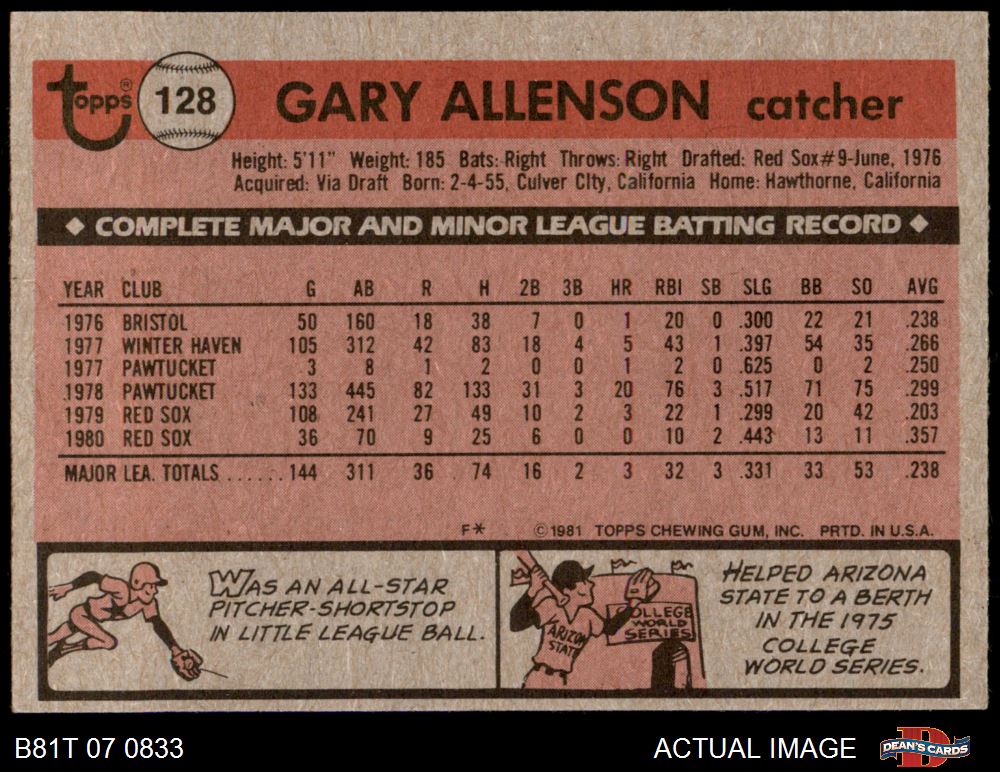 topps® 128 GARY ALLENSON catcher
Height: 5'11" Weight: 185 Bats: Right Throws: Right Drafted: Red Sox#9-June, 1976
Acquired: Via Draft Born: 2-4-55, Culver City, California Home: Hawthorne, California
◆ COMPLETE MAJOR AND MINOR LEAGUE BATTING RECORD ◆
YEAR CLUB G AB R H 2B 3B HR RBI SB SLG BB SO AVG
1976 BRISTOL 50 160 18 38 7 0 1 20 0 .300 22 21 .238
1977 WINTER HAVEN 105 312 42 83 18 4 5 43 1 .397 54 35 .266
1977 PAWTUCKET 3 8 1 2 0 0 1 2 0 .625 0 2 .250
1978 PAWTUCKET 133 445 82 133 31 3 20 76 3 .517 71 75 .299
1979 RED SOX 108 241 27 49 10 2 3 22 1 .299 20 42 .203
1980 RED SOX 36 70 9 25 6 0 0 10 2 .443 13 11 .357
MAJOR LEA. TOTALS ...... 144 311 36 74 16 2 3 32 3 .331 33 53 .238
F* ©1981 TOPPS CHEWING GUM, INC. PRTD. IN U.S.A.
WAS AN ALL-STAR
PITCHER-SHORTSTOP
IN LITTLE LEAGUE BALL.
ARIZONA
STATE
COLLEGE
WORLD
SERIES
HELPED ARIZONA
STATE TO A BERTH
IN THE 1975
COLLEGE
WORLD SERIES.
B81T 07 0833 ACTUAL IMAGE DEAN'S CARDS